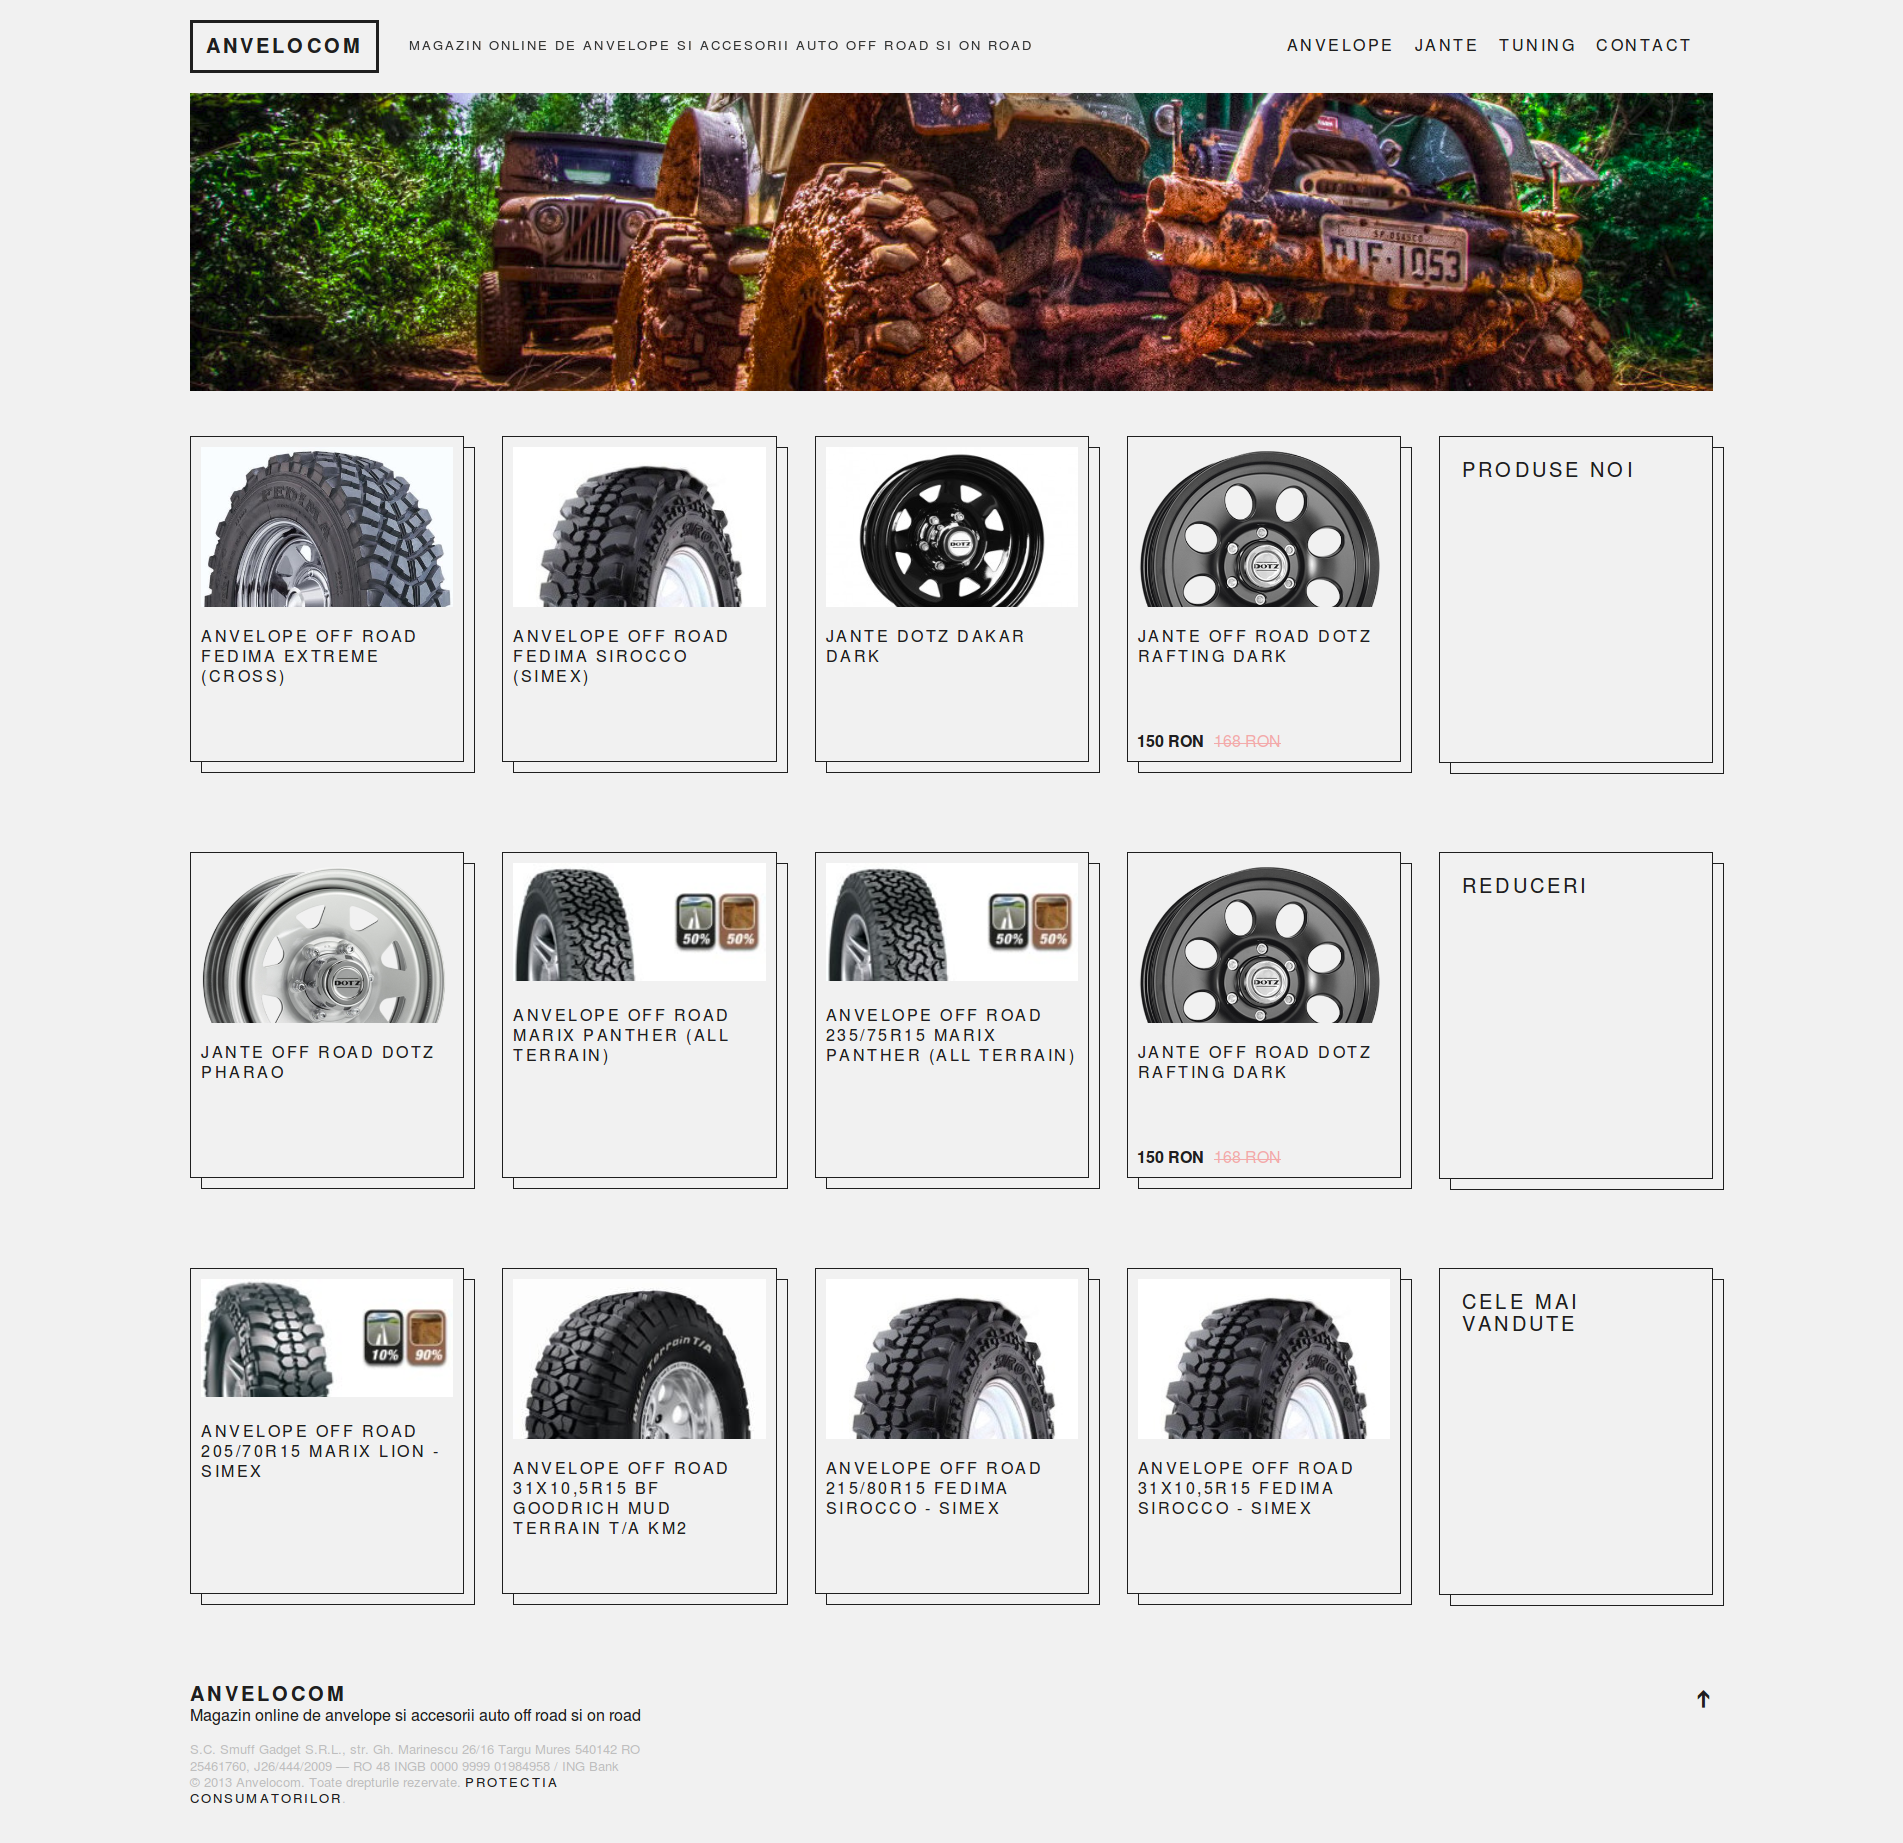 ANVELOCOM
MAGAZIN ONLINE DE ANVELOPE SI ACCESORII AUTO OFF ROAD SI ON ROAD
ANVELOPE JANTE TUNING CONTACT
1053
FEDIMA
ANVELOPE OFF ROAD
FEDIMA EXTREME
(CROSS)
ANVELOPE OFF ROAD
FEDIMA SIROCCO
(SIMEX)
DOTZ
JANTE DOTZ DAKAR
DARK
DOTZ
JANTE OFF ROAD DOTZ
RAFTING DARK
150 RON 168 RON
PRODUSE NOI
DOTZ
JANTE OFF ROAD DOTZ
PHARAO
50% 50%
ANVELOPE OFF ROAD
MARIX PANTHER (ALL
TERRAIN)
50% 50%
ANVELOPE OFF ROAD
235/75R15 MARIX
PANTHER (ALL TERRAIN)
DOTZ
JANTE OFF ROAD DOTZ
RAFTING DARK
150 RON 168 RON
REDUCERI
10% 90%
ANVELOPE OFF ROAD
205/70R15 MARIX LION -
SIMEX
Terrain T/A
ANVELOPE OFF ROAD
31X10,5R15 BF
GOODRICH MUD
TERRAIN T/A KM2
ANVELOPE OFF ROAD
215/80R15 FEDIMA
SIROCCO - SIMEX
ANVELOPE OFF ROAD
31X10,5R15 FEDIMA
SIROCCO - SIMEX
CELE MAI
VANDUTE
ANVELOCOM
Magazin online de anvelope si accesorii auto off road si on road
S.C. Smuff Gadget S.R.L., str. Gh. Marinescu 26/16 Targu Mures 540142 RO
25461760, J26/444/2009 — RO 48 INGB 0000 9999 01984958 / ING Bank
© 2013 Anvelocom. Toate drepturile rezervate. PROTECTIA
CONSUMATORILOR.